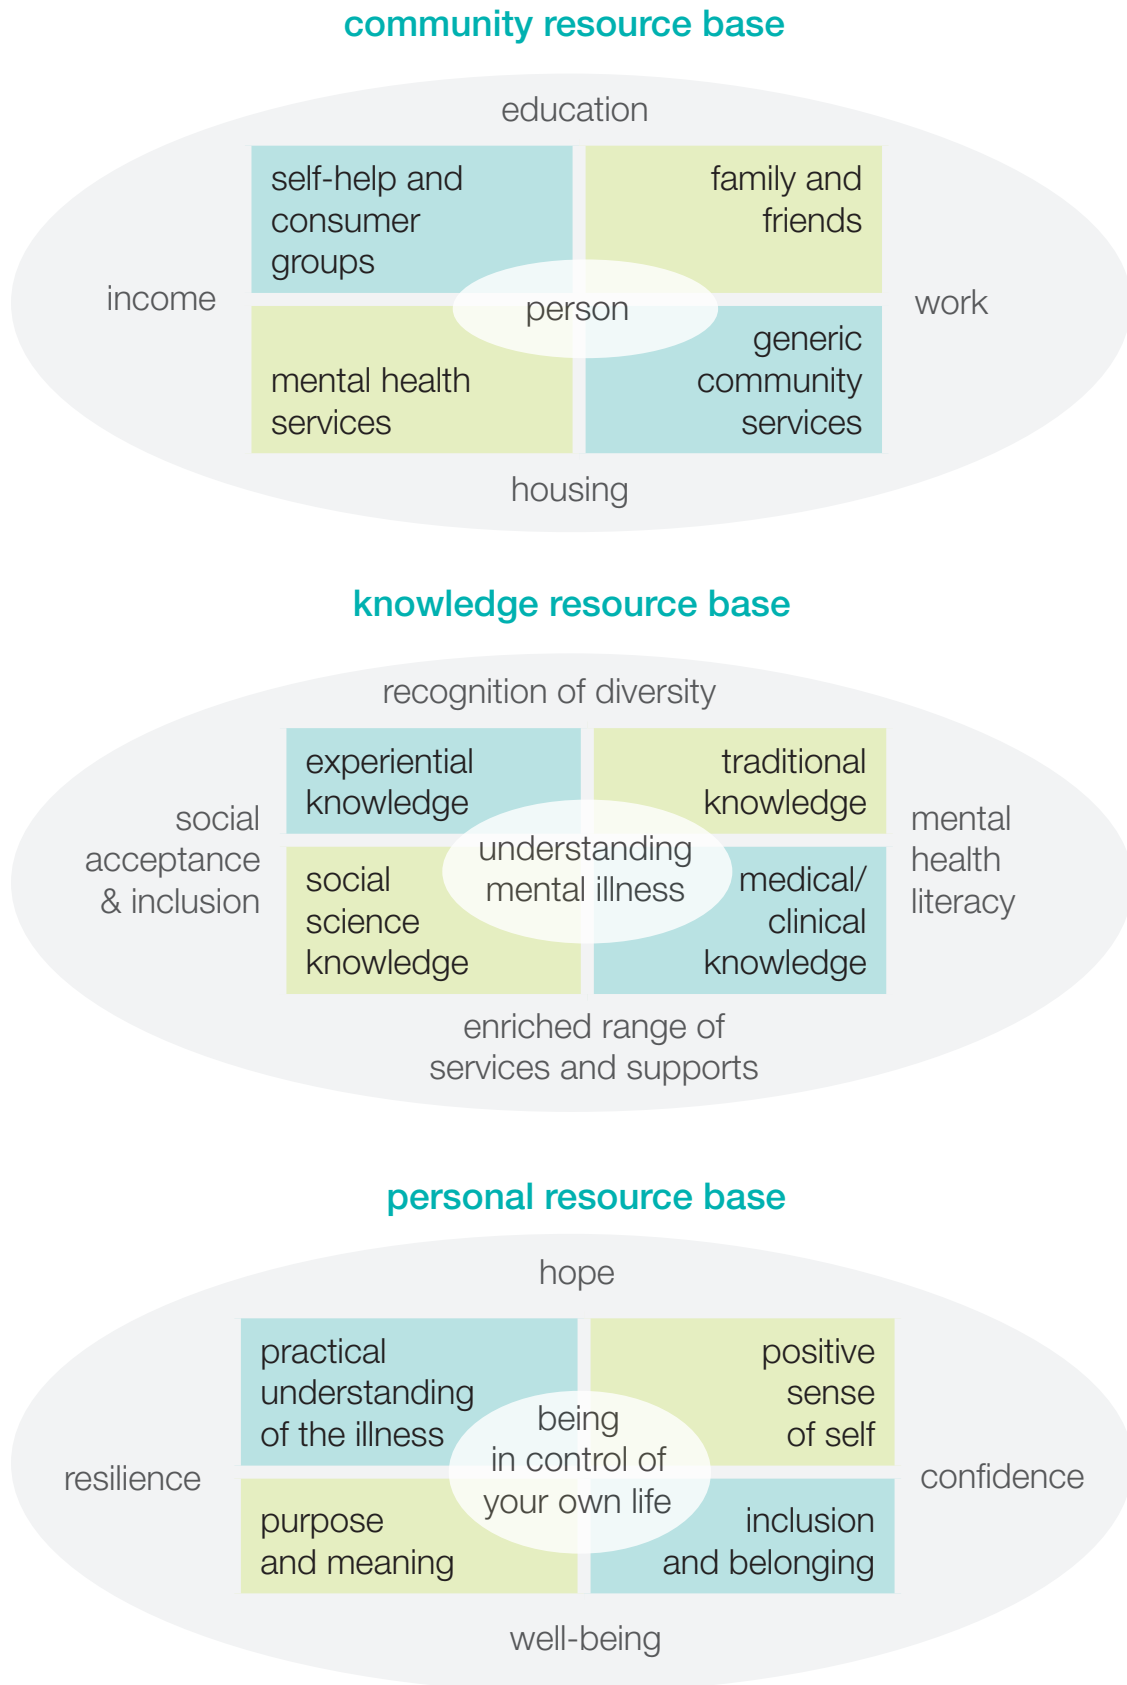 community resource base
education
self-help and
consumer
groups
family and
friends
income
person
work
mental health
services
generic
community
services
housing
knowledge resource base
recognition of diversity
experiential
knowledge
traditional
knowledge
social
acceptance
& inclusion
understanding
mental illness
mental
health
literacy
social
science
knowledge
medical/
clinical
knowledge
enriched range of
services and supports
personal resource base
hope
practical
understanding
of the illness
positive
sense
of self
resilience
being
in control of
your own life
confidence
purpose
and meaning
inclusion
and belonging
well-being